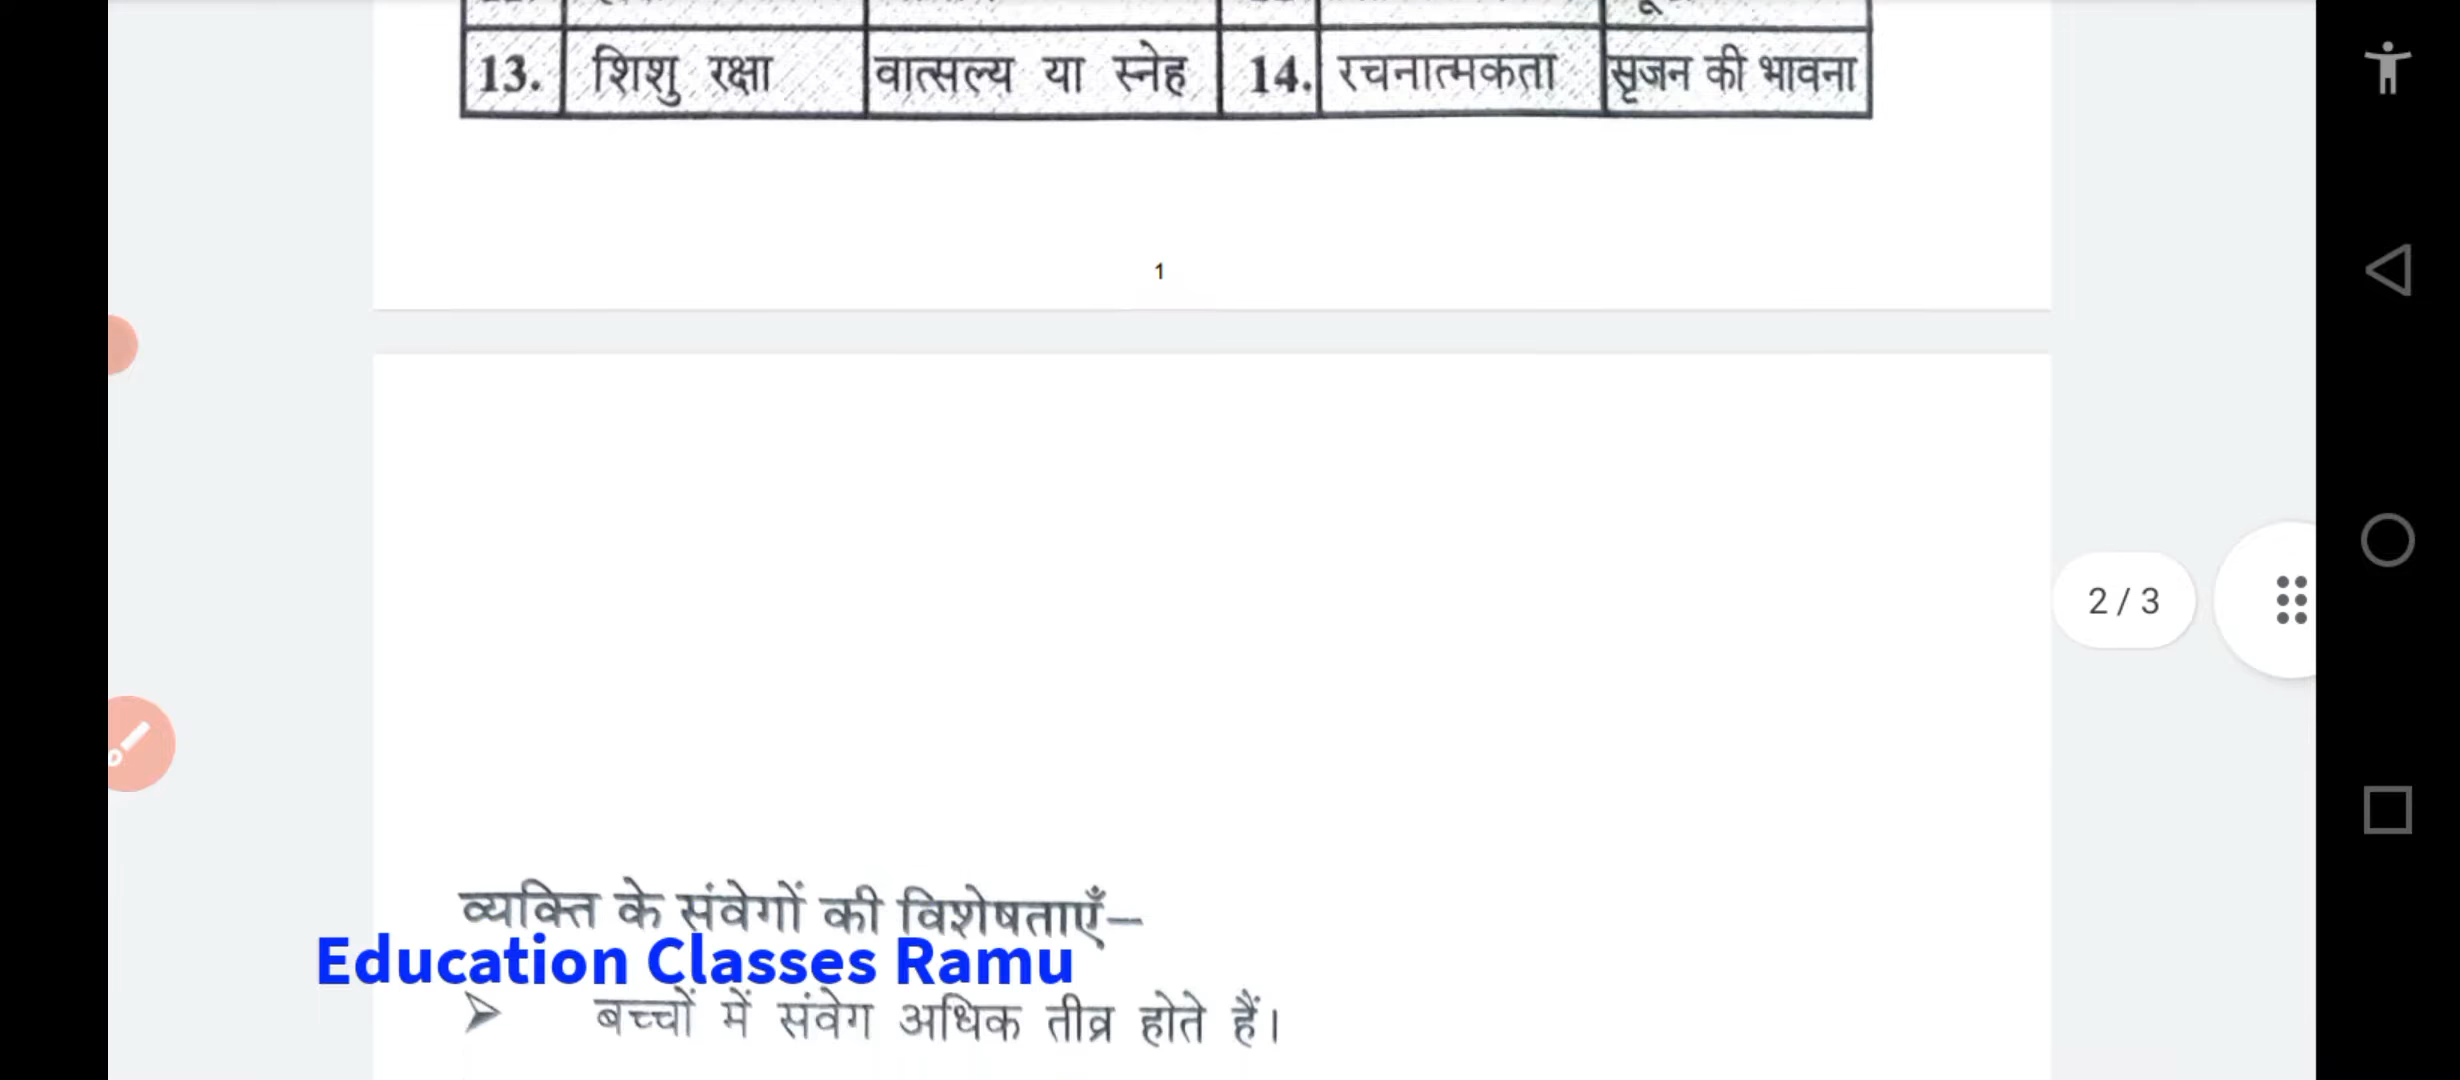 13. शिशु रक्षा वात्सल्य या स्नेह 14. रचनात्मकता सृजन की भावना
1
2 / 3
व्यक्ति के संवेगों की विशेषताएँ–
Education Classes Ramu
➢ बच्चों में संवेग अधिक तीव्र होते हैं।